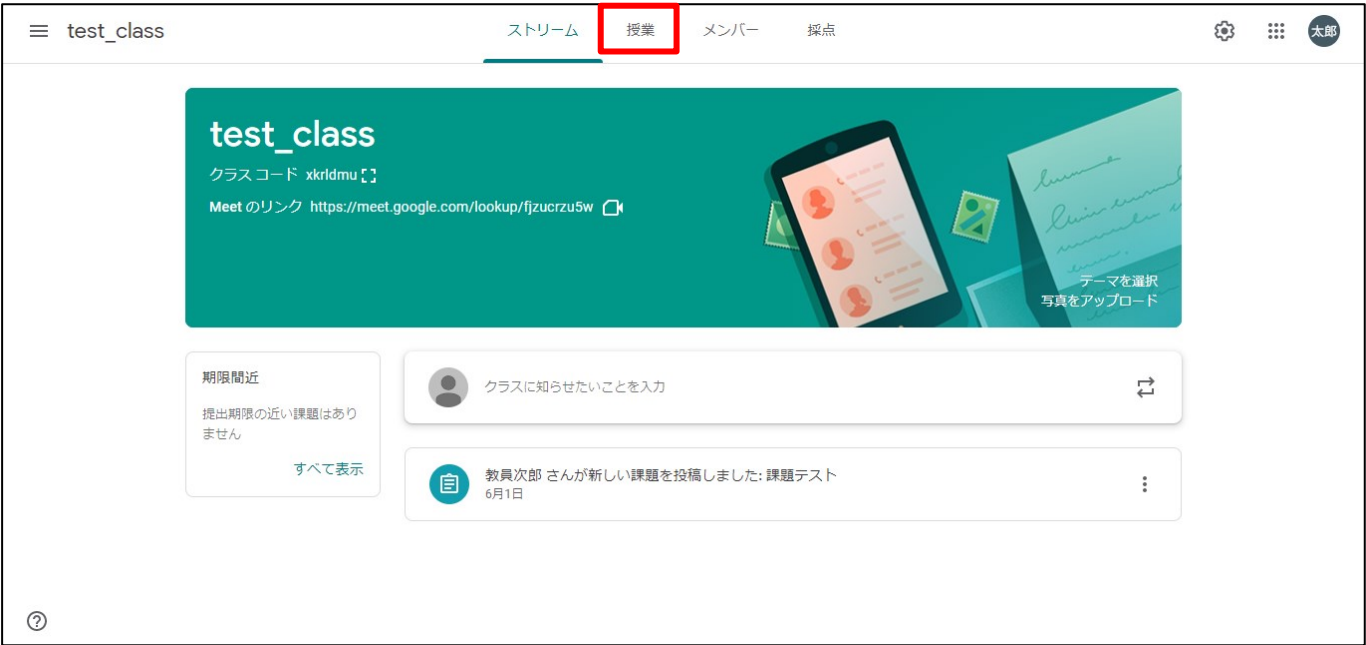 test_class
ストリーム 授業 メンバー 採点
太郎
test_class
クラス コード xkrldmu
Meet のリンク https://meet.google.com/lookup/fjzucrzu5w
テーマを選択
写真をアップロード
期限間近
提出期限の近い課題はあり
ません
すべて表示
クラスに知らせたいことを入力
教員次郎 さんが新しい課題を投稿しました: 課題テスト
6月1日